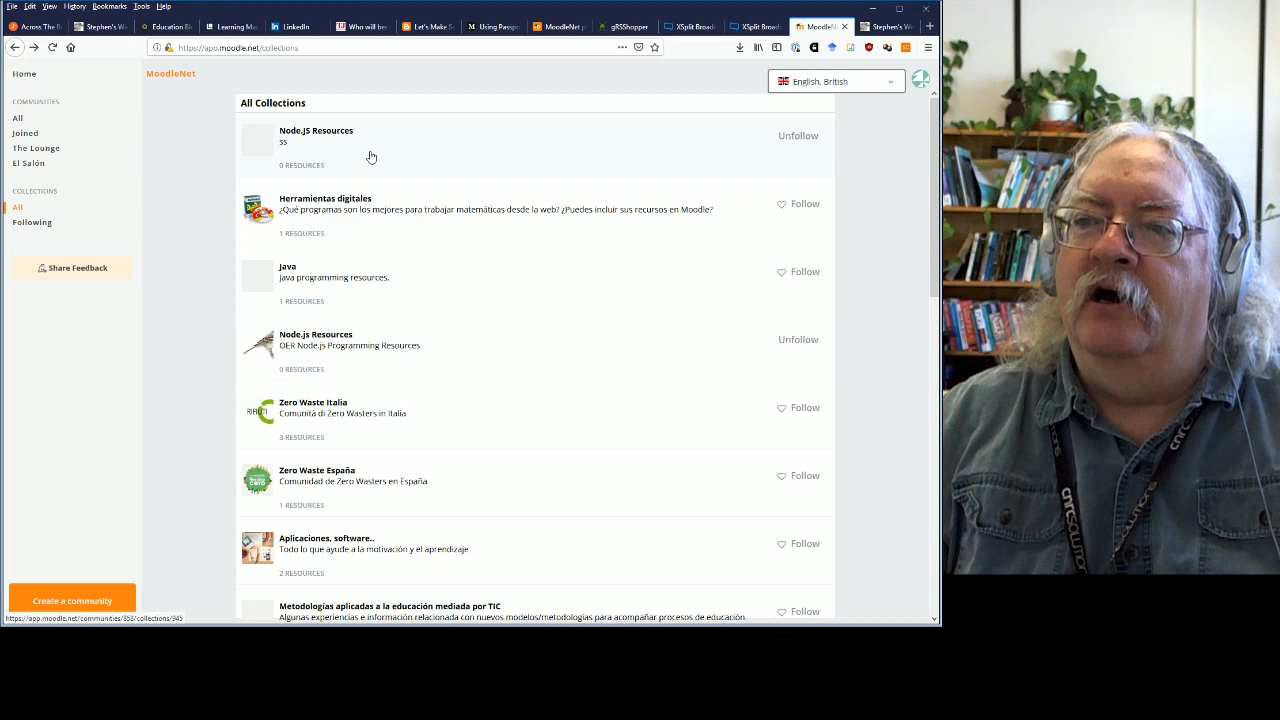 File Edit View History Bookmarks Tools Help
Across The B
Stephen's We
Education Bl
Learning Ma
LinkedIn
Who will be
Let's Make S
Using Passp
MoodleNet p
gRSShopper
XSplit Broad
XSplit Broad
MoodleNe
Stephen's We
https://app.moodle.net/collections
Home
COMMUNITIES
All
Joined
The Lounge
El Salón
COLLECTIONS
All
Following
Share Feedback
Create a community
https://app.moodle.net/communities/858/collections/945
MoodleNet
English, British
All Collections
Node.JS Resources
ss
0 RESOURCES
Unfollow
Herramientas digitales
¿Qué programas son los mejores para trabajar matemáticas desde la web? ¿Puedes incluir sus recursos en Moodle?
1 RESOURCES
Follow
Java
Java programming resources.
1 RESOURCES
Follow
Node.js Resources
OER Node.js Programming Resources
0 RESOURCES
Unfollow
RIFIUTI
Zero Waste Italia
Comunitá di Zero Wasters in Italia
3 RESOURCES
Follow
Zero Waste España
Comunidad de Zero Wasters en España
1 RESOURCES
Follow
Aplicaciones, software..
Todo lo que ayude a la motivación y el aprendizaje
2 RESOURCES
Follow
Metodologías aplicadas a la educación mediada por TIC
Algunas experiencias e información relacionada con nuevos modelos/metodologías para acompañar procesos de educación
Follow